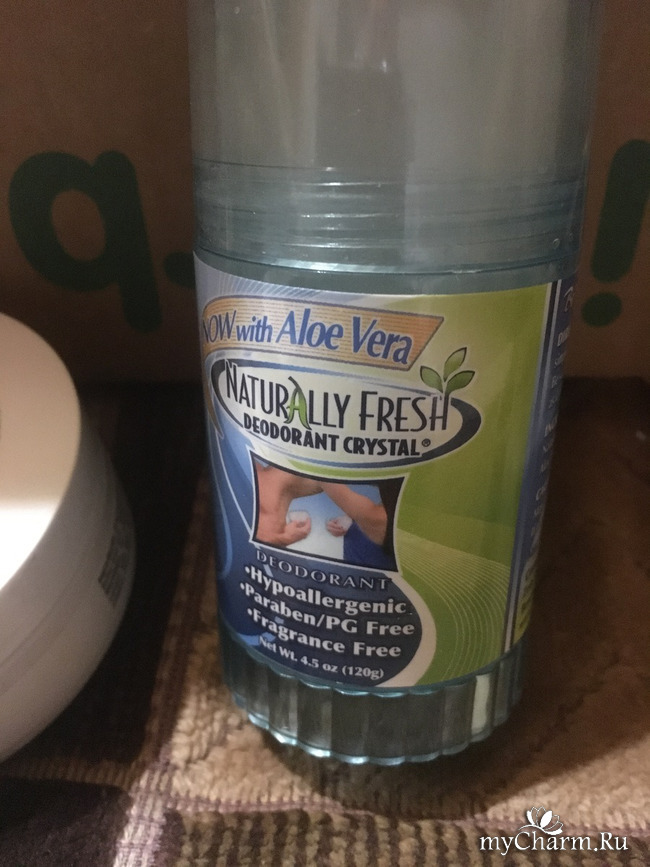 b.
!
NOW with Aloe Vera
NATURALLY FRESH
DEODORANT CRYSTAL®
DEODORANT
•Hypoallergenic
•Paraben/PG Free
•Fragrance Free
Net Wt. 4.5 oz (120g)
myCharm.Ru